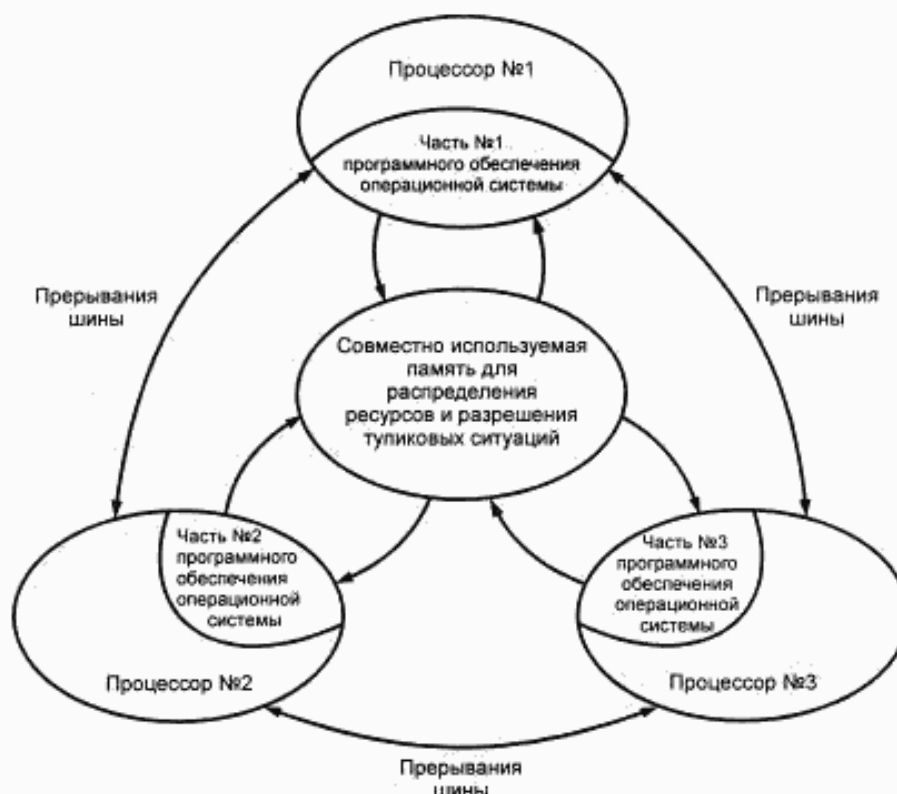 Процессор №1
Часть №1
программного обеспечения
операционной системы
Прерывания
шины
Прерывания
шины
Совместно используемая
память для
распределения
ресурсов и разрешения
тупиковых ситуаций
Часть №2
программного
обеспечения
операционной
системы
Процессор №2
Часть №3
программного
обеспечения
операционной
системы
Процессор №3
Прерывания
шины